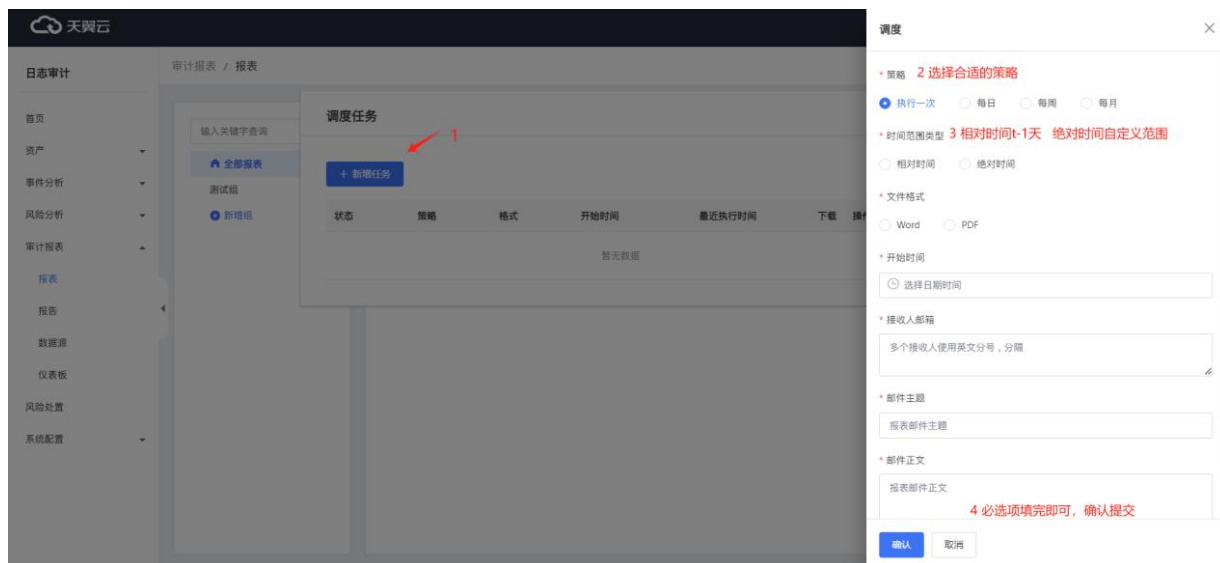 天翼云
调度
日志审计
审计报表 / 报表
* 策略 2 选择合适的策略
执行一次 每日 每周 每月
首页
资产
事件分析
风险分析
审计报表
报表
报告
数据源
仪表板
风险处置
系统配置
输入关键字查询
全部报表
测试组
新增组
调度任务
1
+ 新增任务
状态 策略 格式 开始时间 最近执行时间 下载
暂无数据
* 时间范围类型 3 相对时间t-1天 绝对时间自定义范围
相对时间 绝对时间
* 文件格式
Word PDF
* 开始时间
选择日期时间
* 接收人邮箱
多个接收人使用英文分号 , 分隔
* 邮件主题
报表邮件主题
* 邮件正文
报表邮件正文
4 必选项填完即可，确认提交
确认 取消